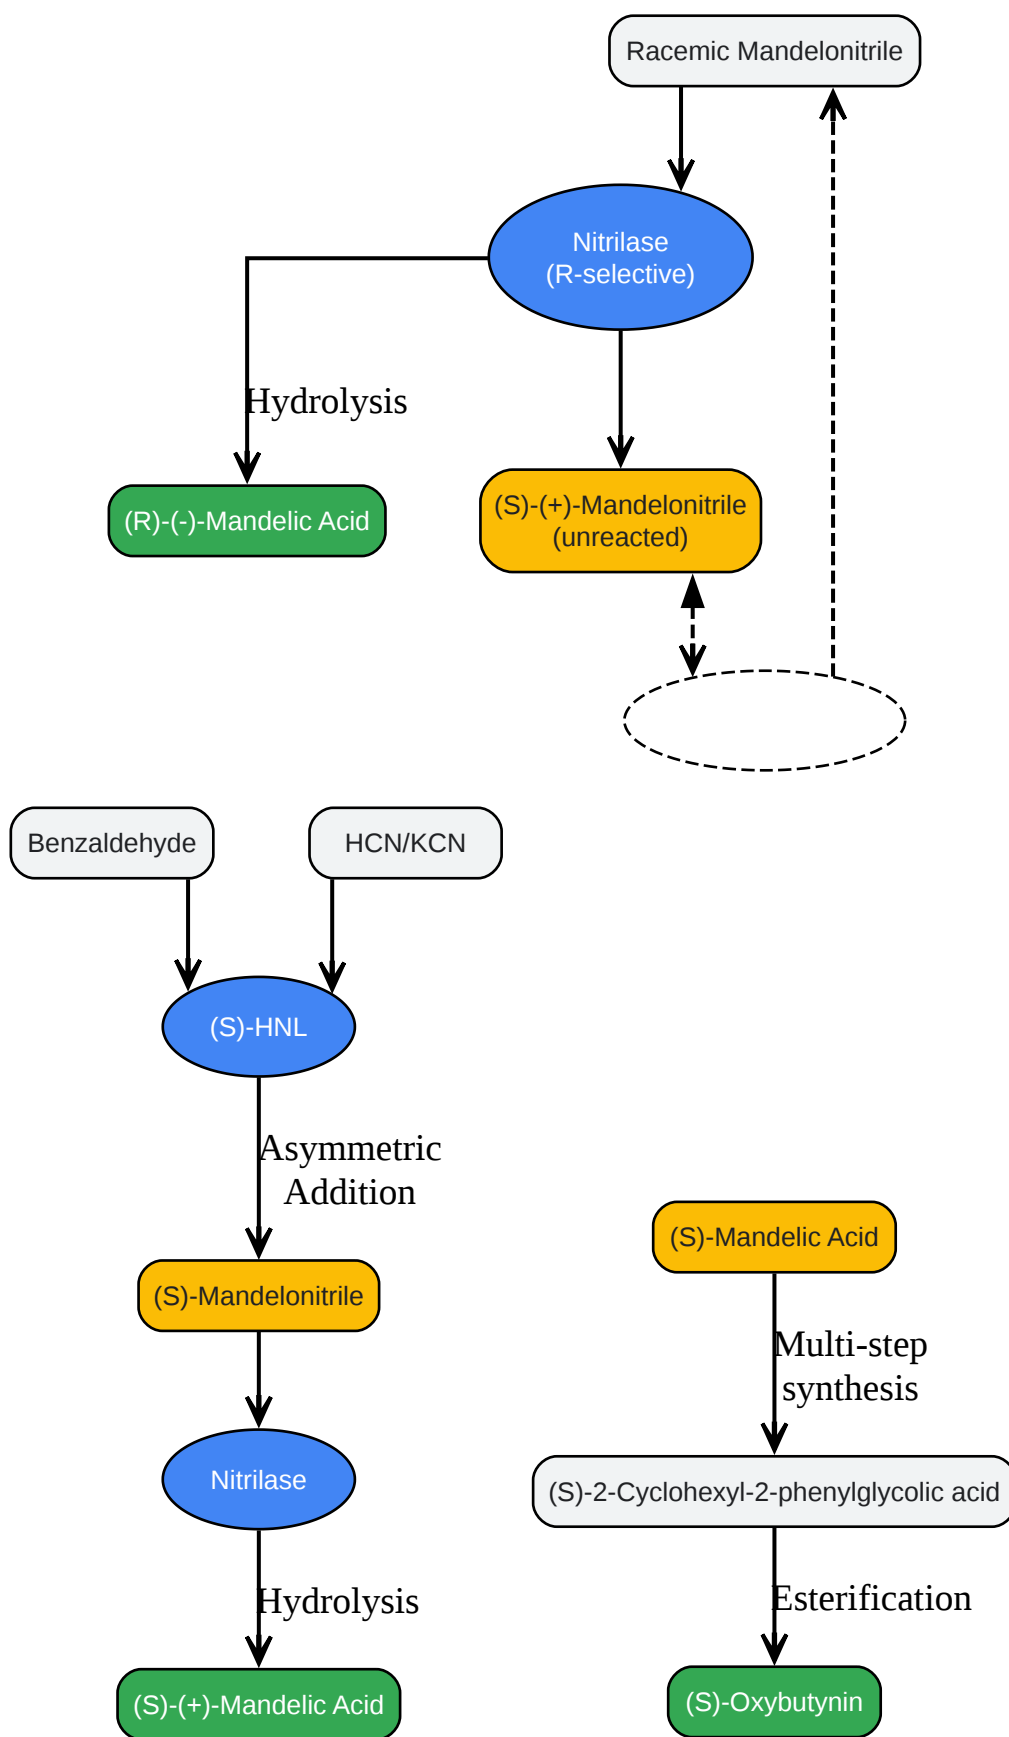 Racemic Mandelonitrile
Nitrilase
(R-selective)
Hydrolysis
(R)-(-)-Mandelic Acid
(S)-(+)-Mandelonitrile
(unreacted)
Benzaldehyde
HCN/KCN
(S)-HNL
Asymmetric
Addition
(S)-Mandelonitrile
Nitrilase
Hydrolysis
(S)-(+)-Mandelic Acid
(S)-Mandelic Acid
Multi-step
synthesis
(S)-2-Cyclohexyl-2-phenylglycolic acid
Esterification
(S)-Oxybutynin